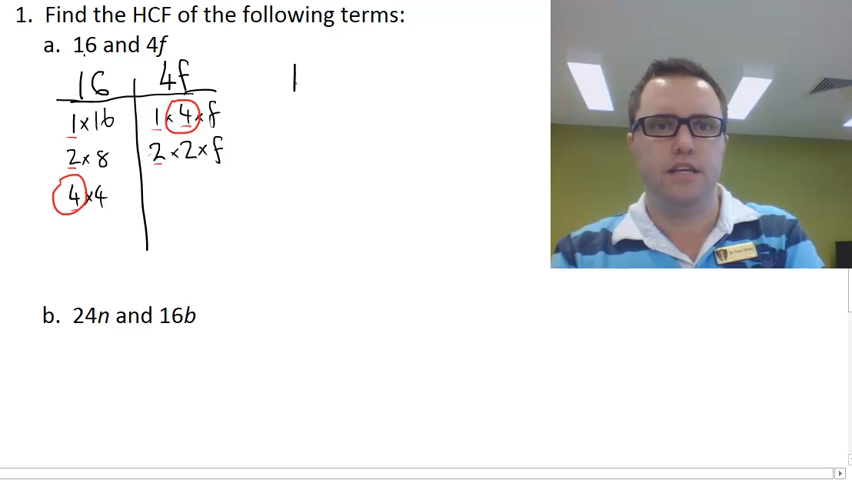 1. Find the HCF of the following terms:
a. 16 and 4f
16 4f
1×16 1×4×f
2×8 2×2×f
4×4
b. 24n and 16b